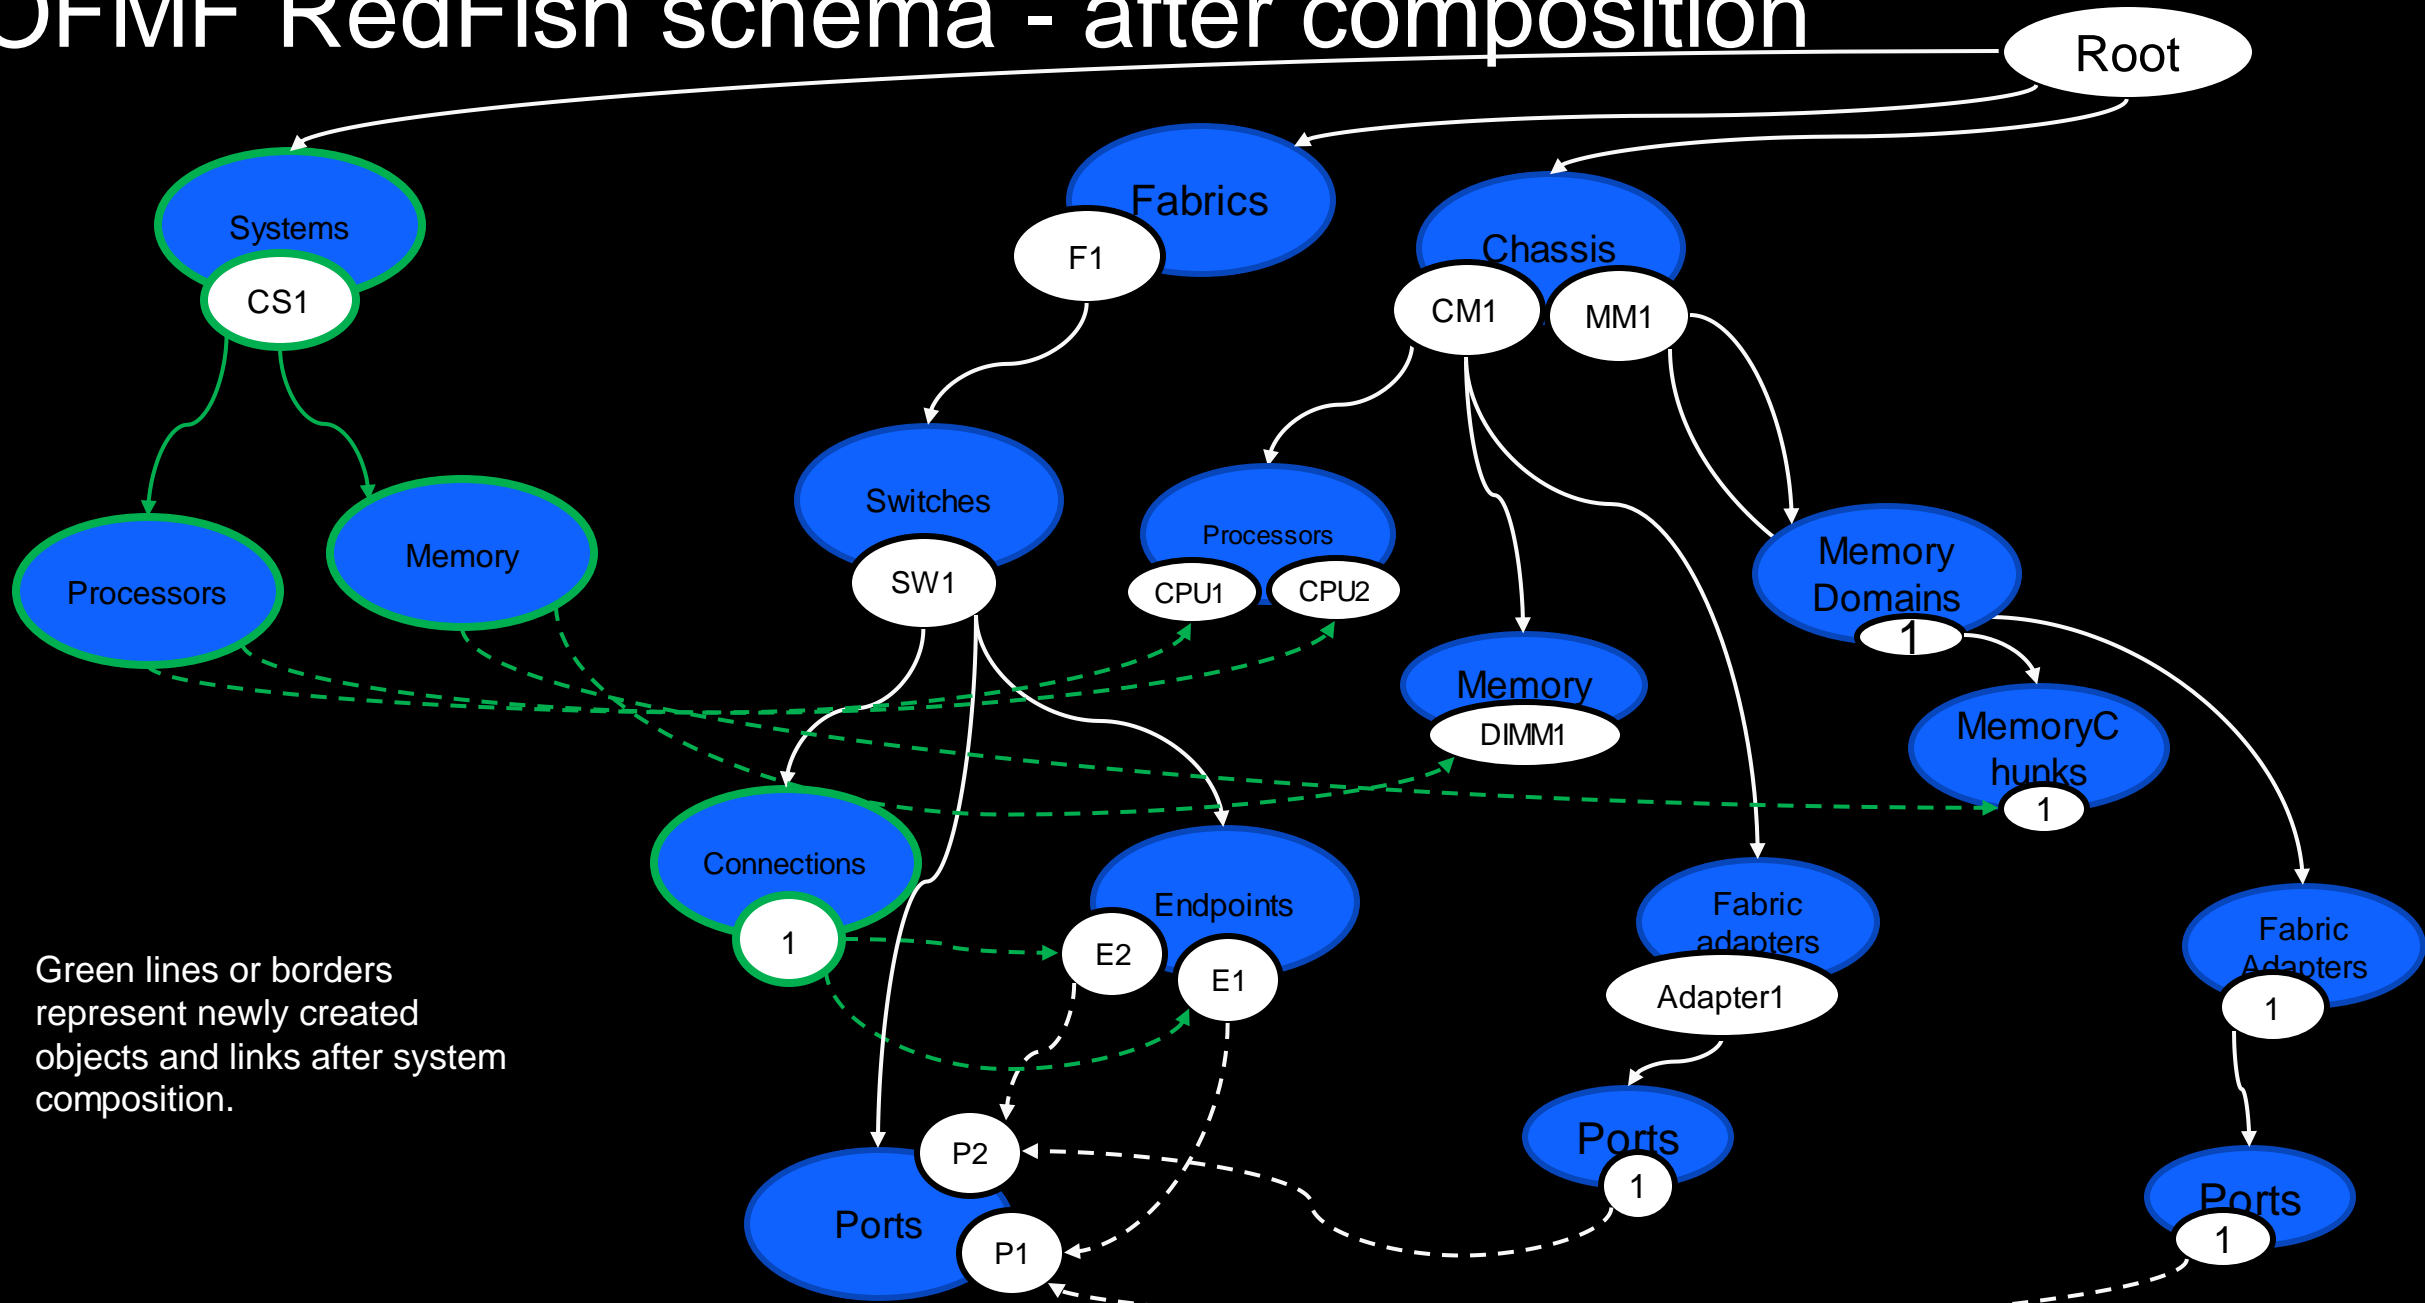 OFMF RedFish schema - after composition
Root
Systems
CS1
Fabrics
F1
Chassis
CM1
MM1
Processors
Memory
Switches
SW1
Processors
CPU1
CPU2
Memory
DIMM1
Memory
Domains
1
MemoryC
hunks
1
Connections
1
Endpoints
E2
E1
Fabric
adapters
Adapter1
Fabric
Adapters
1
Green lines or borders
represent newly created
objects and links after system
composition.
Ports
P2
P1
Ports
1
Ports
1